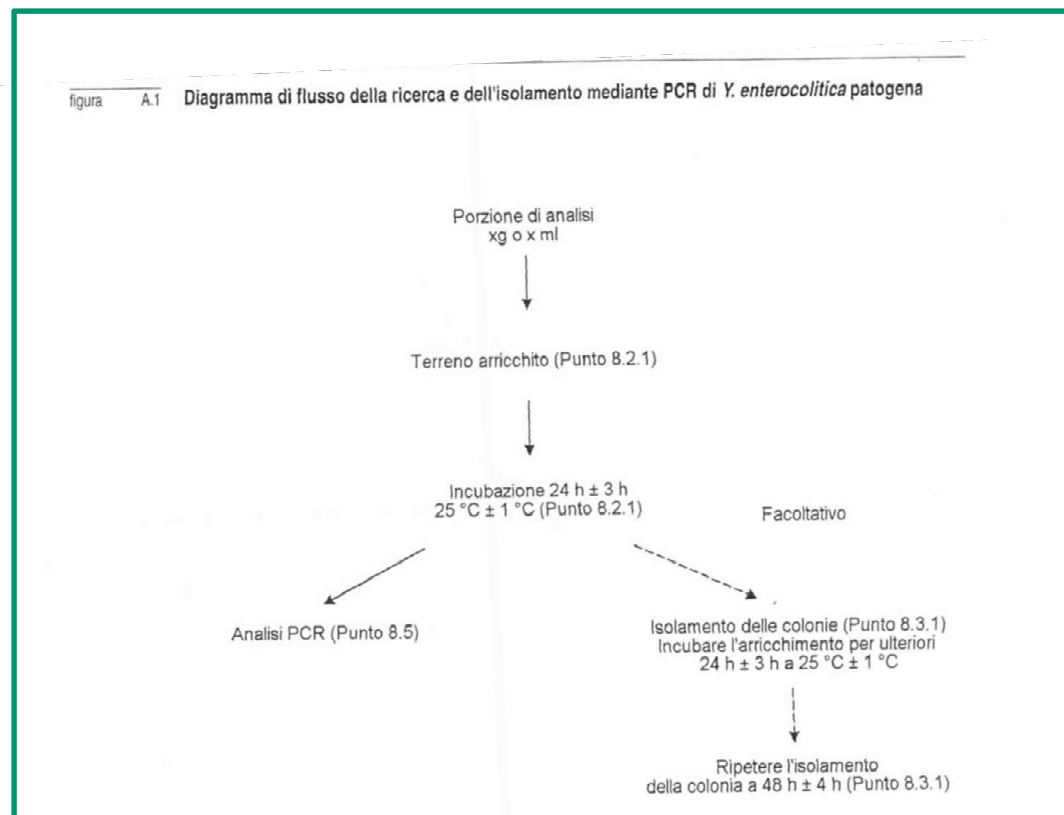 figura A.1 Diagramma di flusso della ricerca e dell'isolamento mediante PCR di Y. enterocolitica patogena
Porzione di analisi
xg o x ml
Terreno arricchito (Punto 8.2.1)
Incubazione 24 h ± 3 h
25 °C ± 1 °C (Punto 8.2.1)
Facoltativo
Analisi PCR (Punto 8.5)
Isolamento delle colonie (Punto 8.3.1)
Incubare l'arricchimento per ulteriori
24 h ± 3 h a 25 °C ± 1 °C
Ripetere l'isolamento
della colonia a 48 h ± 4 h (Punto 8.3.1)